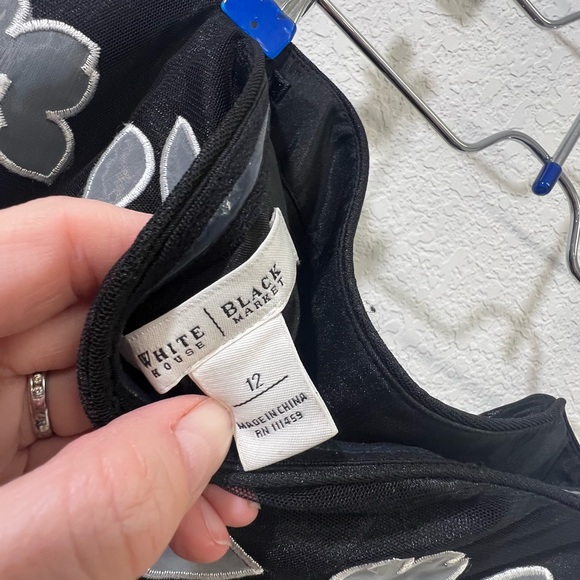 WHITE | BLACK
HOUSE | MARKET
12
MADE IN CHINA
RN 111459